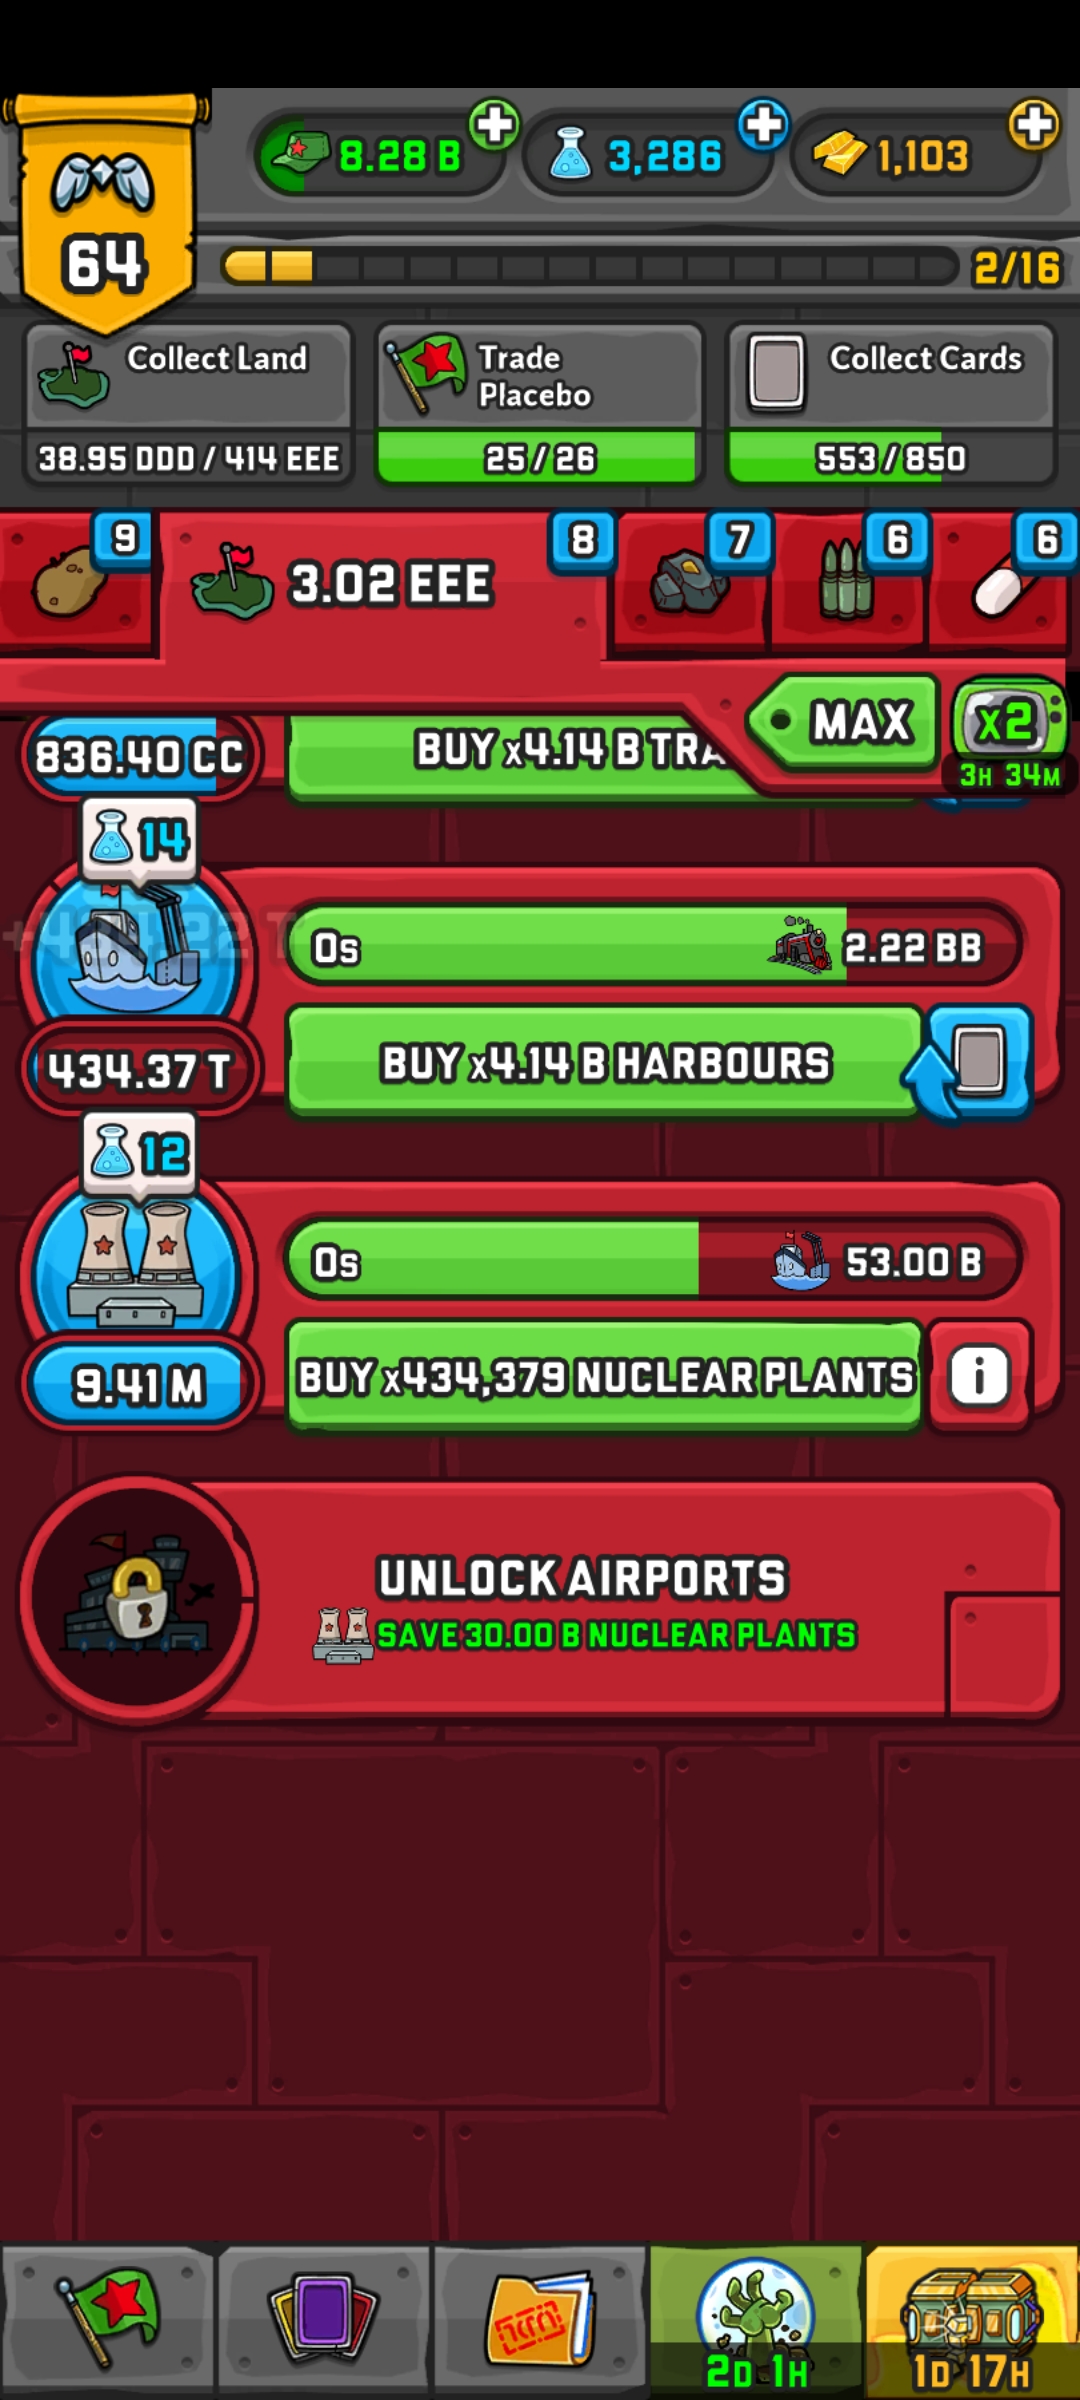 8.28 B
3,286
1,103
64
2/16
Collect Land
38.95 DDD / 414 EEE
Trade
Placebo
25 / 26
Collect Cards
553 / 850
9
3.02 EEE
8
7
6
6
MAX
x2
3H 34M
836.40 CC
BUY x4.14 B TRA
14
0s
2.22 BB
434.37 T
BUY x4.14 B HARBOURS
12
0s
53.00 B
9.41 M
BUY x434,379 NUCLEAR PLANTS
i
UNLOCK AIRPORTS
SAVE 30.00 B NUCLEAR PLANTS
2D 1H
1D 17H